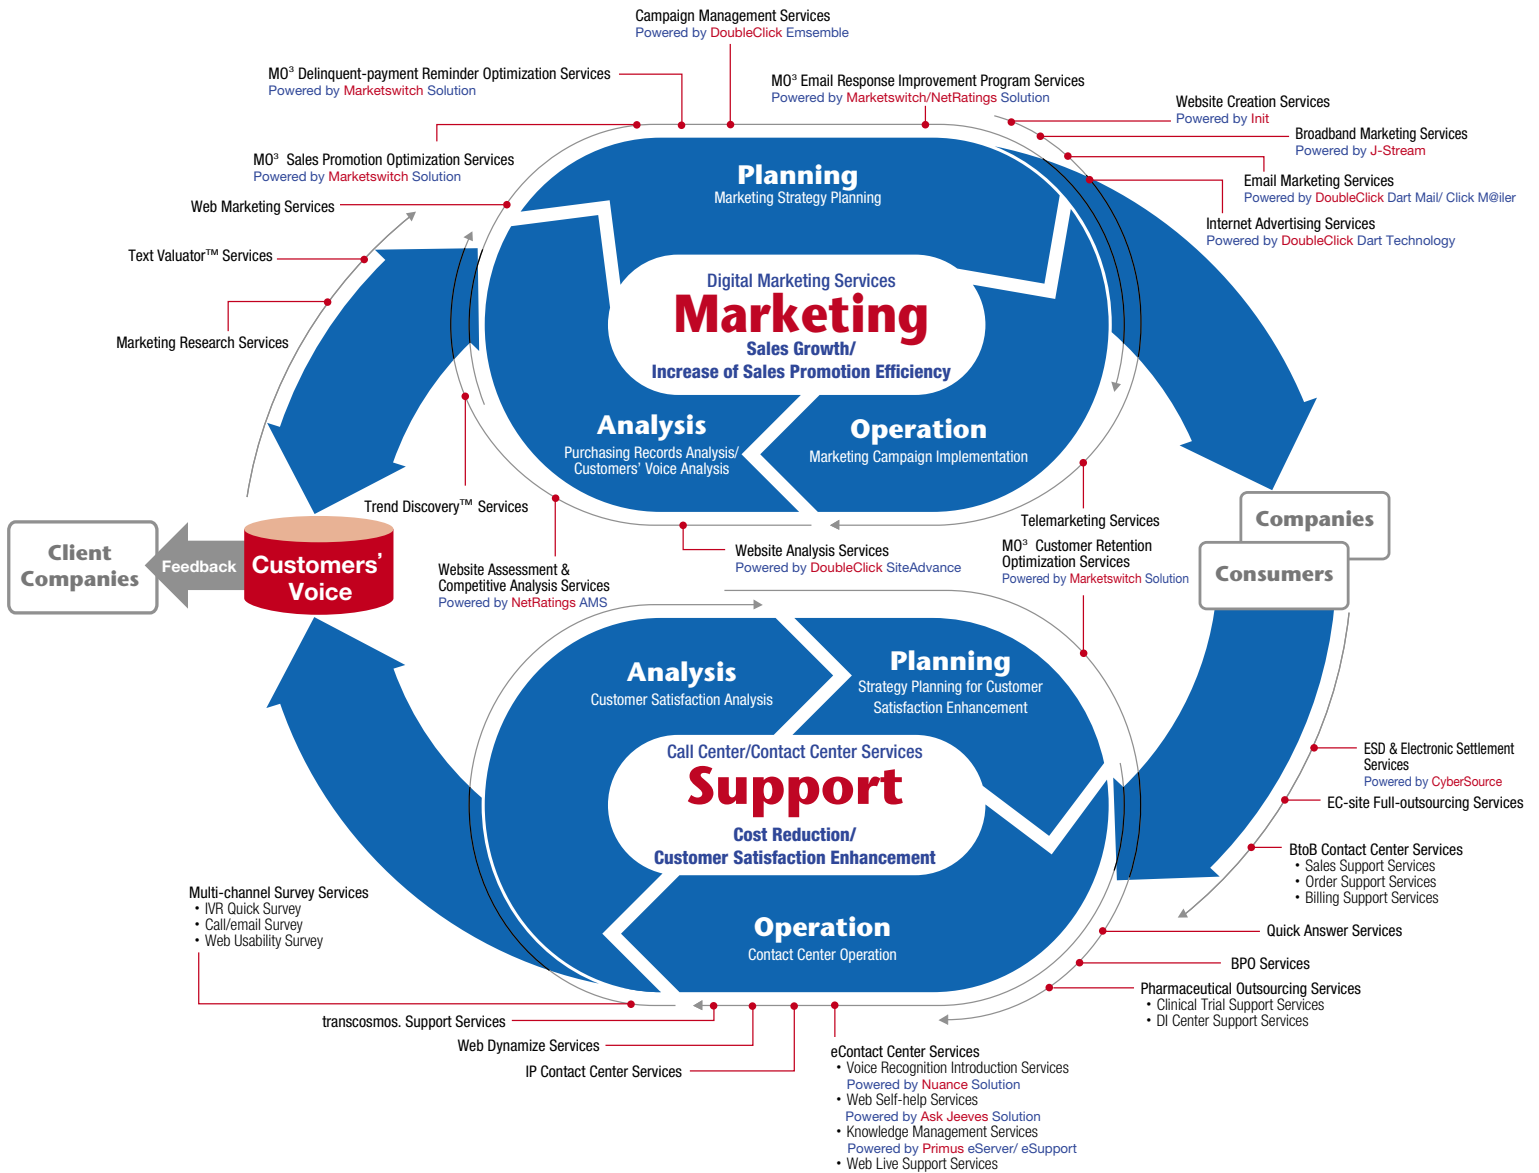 Campaign Management Services
Powered by DoubleClick Emsemble
MO³ Delinquent-payment Reminder Optimization Services
Powered by Marketswitch Solution
MO³ Email Response Improvement Program Services
Powered by Marketswitch/NetRatings Solution
Website Creation Services
Powered by Init
Broadband Marketing Services
Powered by J-Stream
MO³ Sales Promotion Optimization Services
Powered by Marketswitch Solution
Email Marketing Services
Powered by DoubleClick Dart Mail/ Click M@iler
Web Marketing Services
Internet Advertising Services
Powered by DoubleClick Dart Technology
Text Valuator™ Services
Marketing Research Services
Planning
Marketing Strategy Planning
Digital Marketing Services
Marketing
Sales Growth/
Increase of Sales Promotion Efficiency
Analysis
Purchasing Records Analysis/
Customers' Voice Analysis
Operation
Marketing Campaign Implementation
Trend Discovery™ Services
Telemarketing Services
Companies
Consumers
Client
Companies
Feedback
Customers'
Voice
Website Assessment &
Competitive Analysis Services
Powered by NetRatings AMS
Website Analysis Services
Powered by DoubleClick SiteAdvance
MO³ Customer Retention
Optimization Services
Powered by Marketswitch Solution
Analysis
Customer Satisfaction Analysis
Planning
Strategy Planning for Customer
Satisfaction Enhancement
Call Center/Contact Center Services
Support
Cost Reduction/
Customer Satisfaction Enhancement
Operation
Contact Center Operation
ESD & Electronic Settlement
Services
Powered by CyberSource
EC-site Full-outsourcing Services
BtoB Contact Center Services
• Sales Support Services
• Order Support Services
• Billing Support Services
Quick Answer Services
BPO Services
Pharmaceutical Outsourcing Services
• Clinical Trial Support Services
• DI Center Support Services
Multi-channel Survey Services
• IVR Quick Survey
• Call/email Survey
• Web Usability Survey
transcosmos. Support Services
Web Dynamize Services
IP Contact Center Services
eContact Center Services
• Voice Recognition Introduction Services
Powered by Nuance Solution
• Web Self-help Services
Powered by Ask Jeeves Solution
• Knowledge Management Services
Powered by Primus eServer/ eSupport
• Web Live Support Services